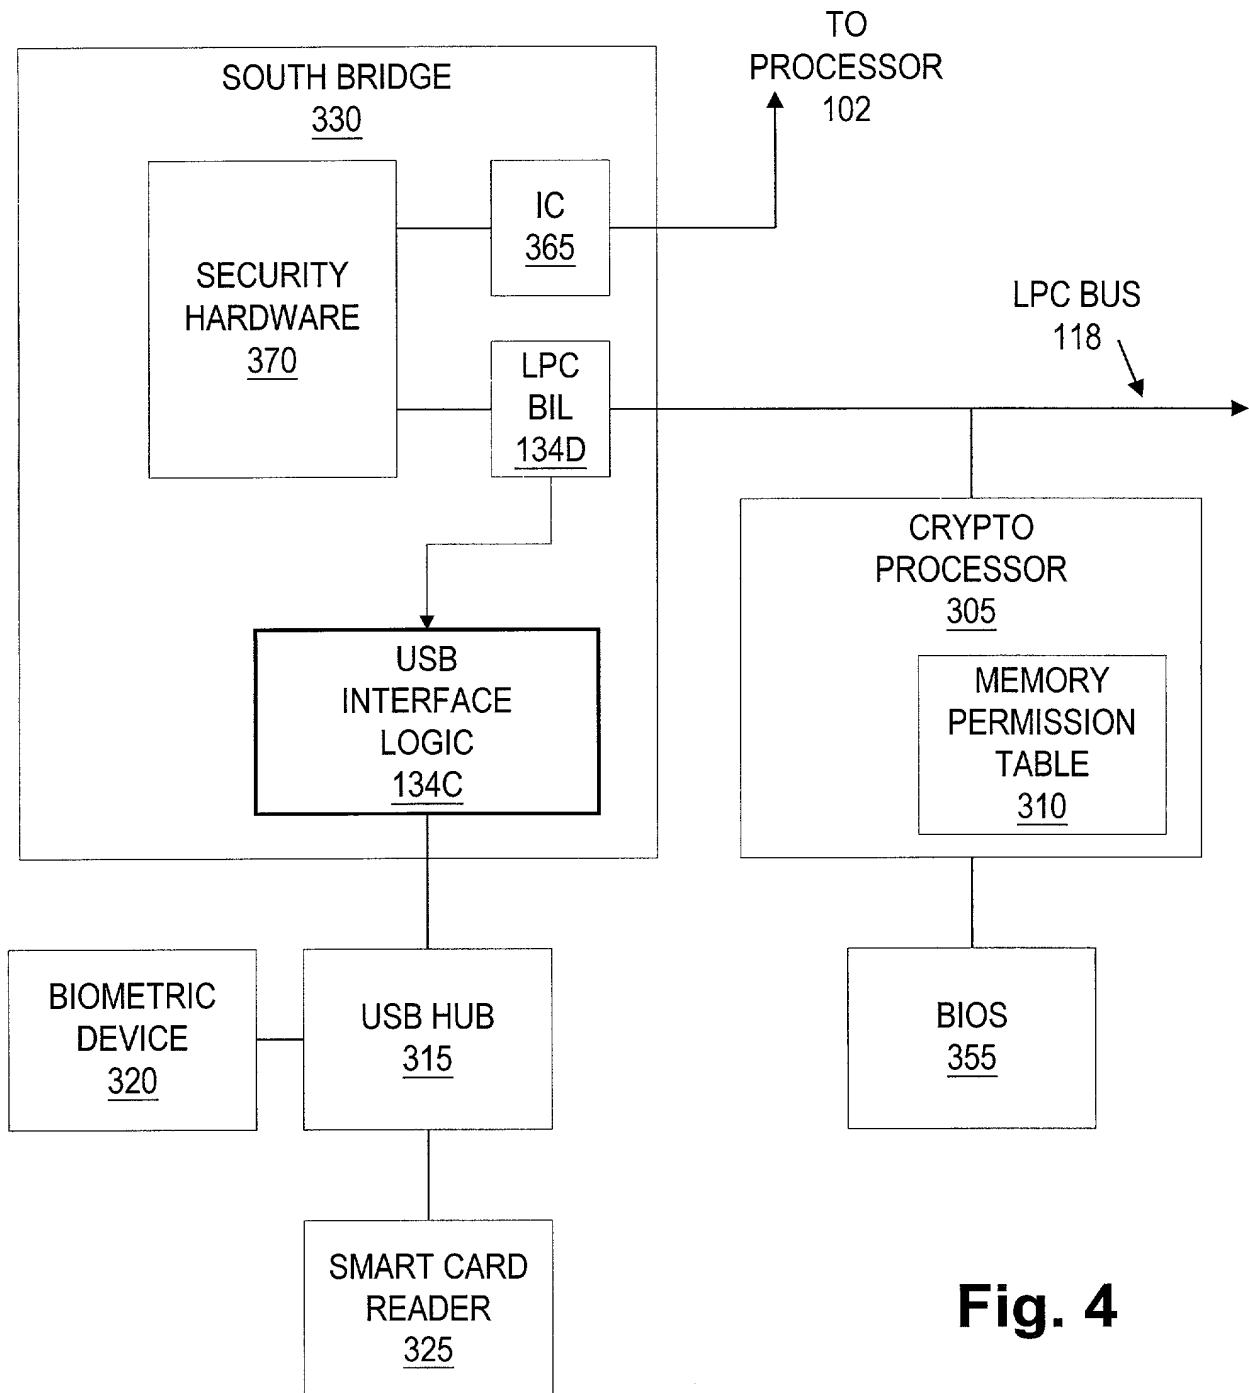 TO
PROCESSOR
102
SOUTH BRIDGE
330
IC
365
SECURITY
HARDWARE
370
LPC BUS
118
LPC
BIL
134D
CRYPTO
PROCESSOR
305
USB
INTERFACE
LOGIC
134C
MEMORY
PERMISSION
TABLE
310
BIOMETRIC
DEVICE
320
USB HUB
315
BIOS
355
SMART CARD
READER
325
Fig. 4